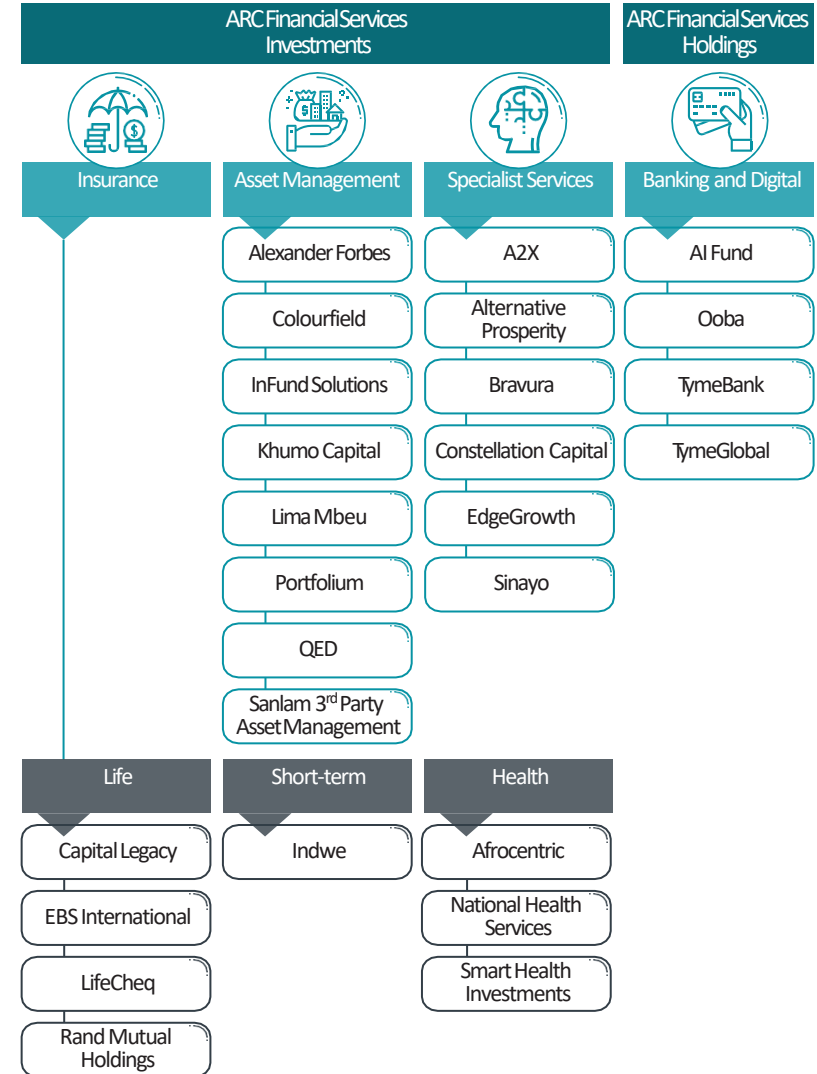 ARC Financial Services
Investments
ARC Financial Services
Holdings
Insurance
Asset Management
Specialist Services
Banking and Digital
Alexander Forbes
Colourfield
InFund Solutions
Khumo Capital
Lima Mbeu
Portfolium
QED
Sanlam 3rd Party
Asset Management
A2X
Alternative
Prosperity
Bravura
Constellation Capital
EdgeGrowth
Sinayo
AI Fund
Ooba
TymeBank
TymeGlobal
Life
Short-term
Health
Capital Legacy
EBS International
LifeCheq
Rand Mutual
Holdings
Indwe
Afrocentric
National Health
Services
Smart Health
Investments